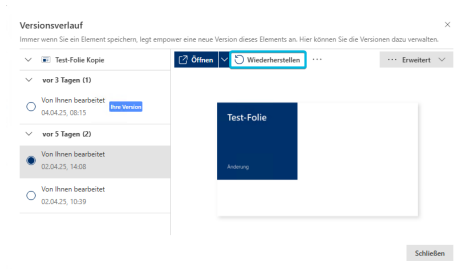 Versionsverlauf
Immer wenn Sie ein Element speichern, legt empower eine neue Version dieses Elements an. Hier können Sie die Versionen dazu verwalten.
Test-Folie Kopie
Öffnen
Wiederherstellen
Erweitert
vor 3 Tagen (1)
Von Ihnen bearbeitet
Ihre Version
04.04.25, 08:15
vor 5 Tagen (2)
Von Ihnen bearbeitet
02.04.25, 14:08
Von Ihnen bearbeitet
02.04.25, 10:39
Test-Folie
Änderung
Schließen